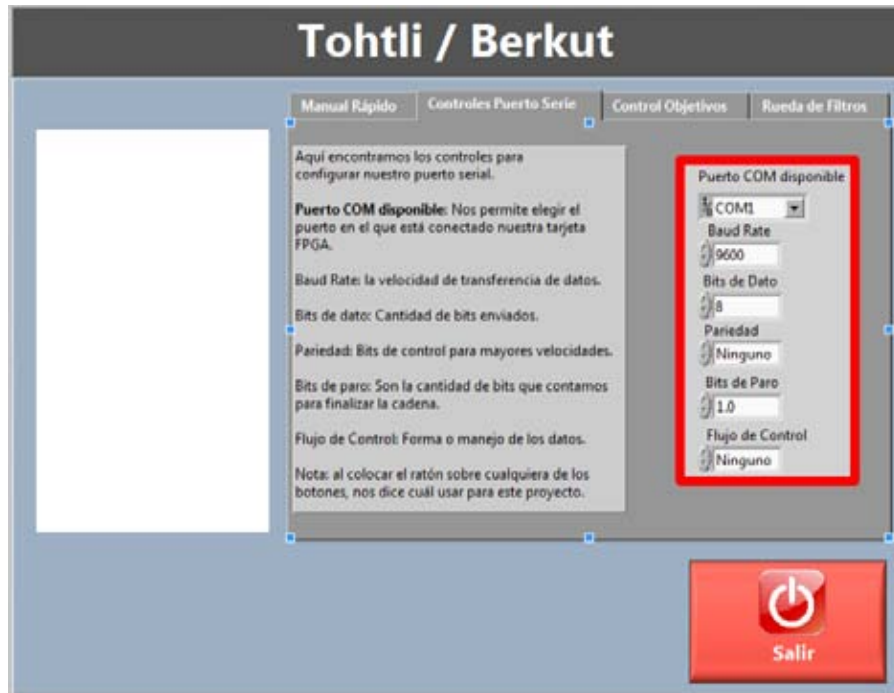 Tohtli / Berkut
Manual Rápido
Controles Puerto Serie
Control Objetivos
Rueda de Filtros
Aquí encontramos los controles para
configurar nuestro puerto serial.
Puerto COM disponible: Nos permite elegir el
puerto en el que está conectado nuestra tarjeta
FPGA.
Baud Rate: la velocidad de transferencia de datos.
Bits de dato: Cantidad de bits enviados.
Pariedad: Bits de control para mayores velocidades.
Bits de paro: Son la cantidad de bits que contamos
para finalizar la cadena.
Flujo de Control: Forma o manejo de los datos.
Nota: al colocar el ratón sobre cualquiera de los
botones, nos dice cuál usar para este proyecto.
Puerto COM disponible
COM1
Baud Rate
9600
Bits de Dato
8
Pariedad
Ninguno
Bits de Paro
1.0
Flujo de Control
Ninguno
Salir